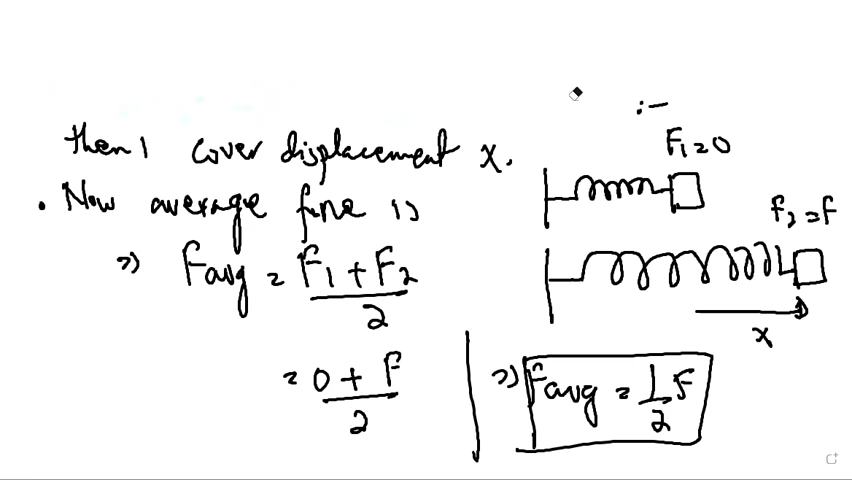 :-
then, cover displacement x.
F₁=0
• Now average force is
F₂=F
=> Favg = F₁ + F₂ / 2
x
= 0 + F / 2
=> Favg = 1/2 F